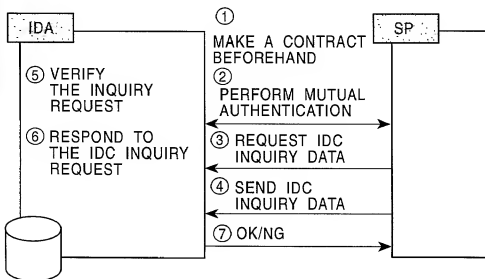 IDA
SP
①
MAKE A CONTRACT
BEFOREHAND
②
PERFORM MUTUAL
AUTHENTICATION
③ REQUEST IDC
INQUIRY DATA
④ SEND IDC
INQUIRY DATA
⑤ VERIFY
THE INQUIRY
REQUEST
⑥ RESPOND TO
THE IDC INQUIRY
REQUEST
⑦ OK/NG